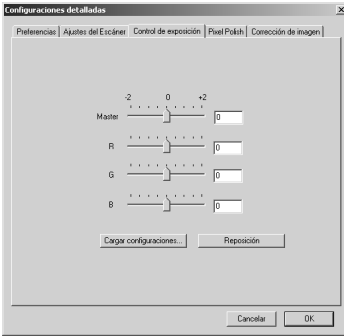 Configuraciones detalladas
Preferencias Ajustes del Escáner Control de exposición Pixel Polish Corrección de imagen
-2 0 +2
Master 0
R 0
G 0
B 0
Cargar configuraciones... Reposición
Cancelar OK